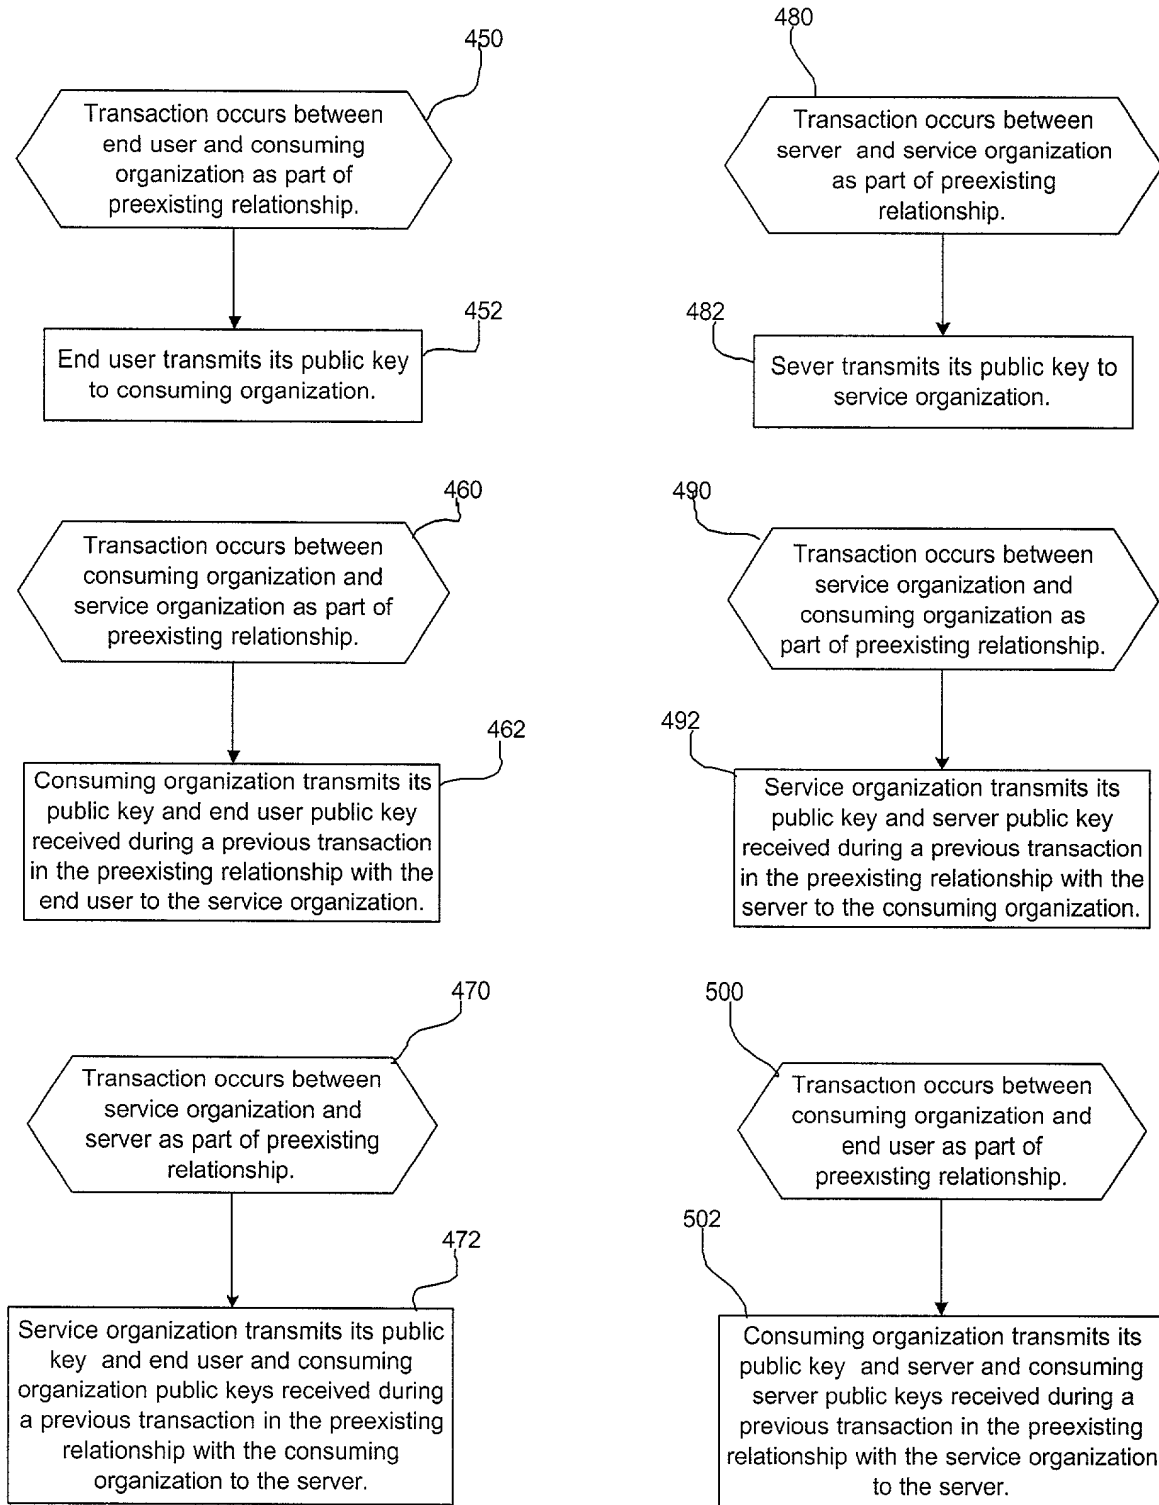 450
Transaction occurs between
end user and consuming
organization as part of
preexisting relationship.
452
End user transmits its public key
to consuming organization.
460
Transaction occurs between
consuming organization and
service organization as part of
preexisting relationship.
462
Consuming organization transmits its
public key and end user public key
received during a previous transaction
in the preexisting relationship with the
end user to the service organization.
470
Transaction occurs between
service organization and
server as part of preexisting
relationship.
472
Service organization transmits its public
key and end user and consuming
organization public keys received during
a previous transaction in the preexisting
relationship with the consuming
organization to the server.
480
Transaction occurs between
server and service organization
as part of preexisting
relationship.
482
Sever transmits its public key to
service organization.
490
Transaction occurs between
service organization and
consuming organization as
part of preexisting relationship.
492
Service organization transmits its
public key and server public key
received during a previous transaction
in the preexisting relationship with the
server to the consuming organization.
500
Transaction occurs between
consuming organization and
end user as part of
preexisting relationship.
502
Consuming organization transmits its
public key and server and consuming
server public keys received during a
previous transaction in the preexisting
relationship with the service organization
to the server.